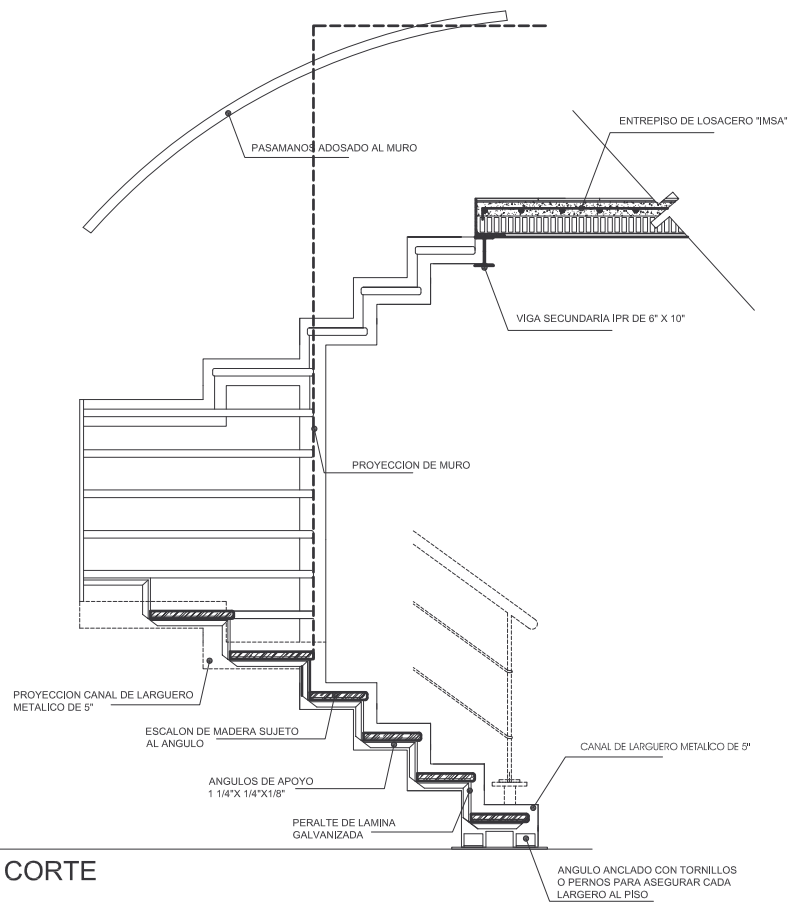 ENTREPISO DE LOSACERO "IMSA"
PASAMANOS ADOSADO AL MURO
VIGA SECUNDARIA IPR DE 6" X 10"
PROYECCION DE MURO
PROYECCION CANAL DE LARGUERO
METALICO DE 5"
ESCALON DE MADERA SUJETO
AL ANGULO
CANAL DE LARGUERO METALICO DE 5"
ANGULOS DE APOYO
1 1/4"X 1/4"X1/8"
PERALTE DE LAMINA
GALVANIZADA
CORTE
ANGULO ANCLADO CON TORNILLOS
O PERNOS PARA ASEGURAR CADA
LARGERO AL PISO